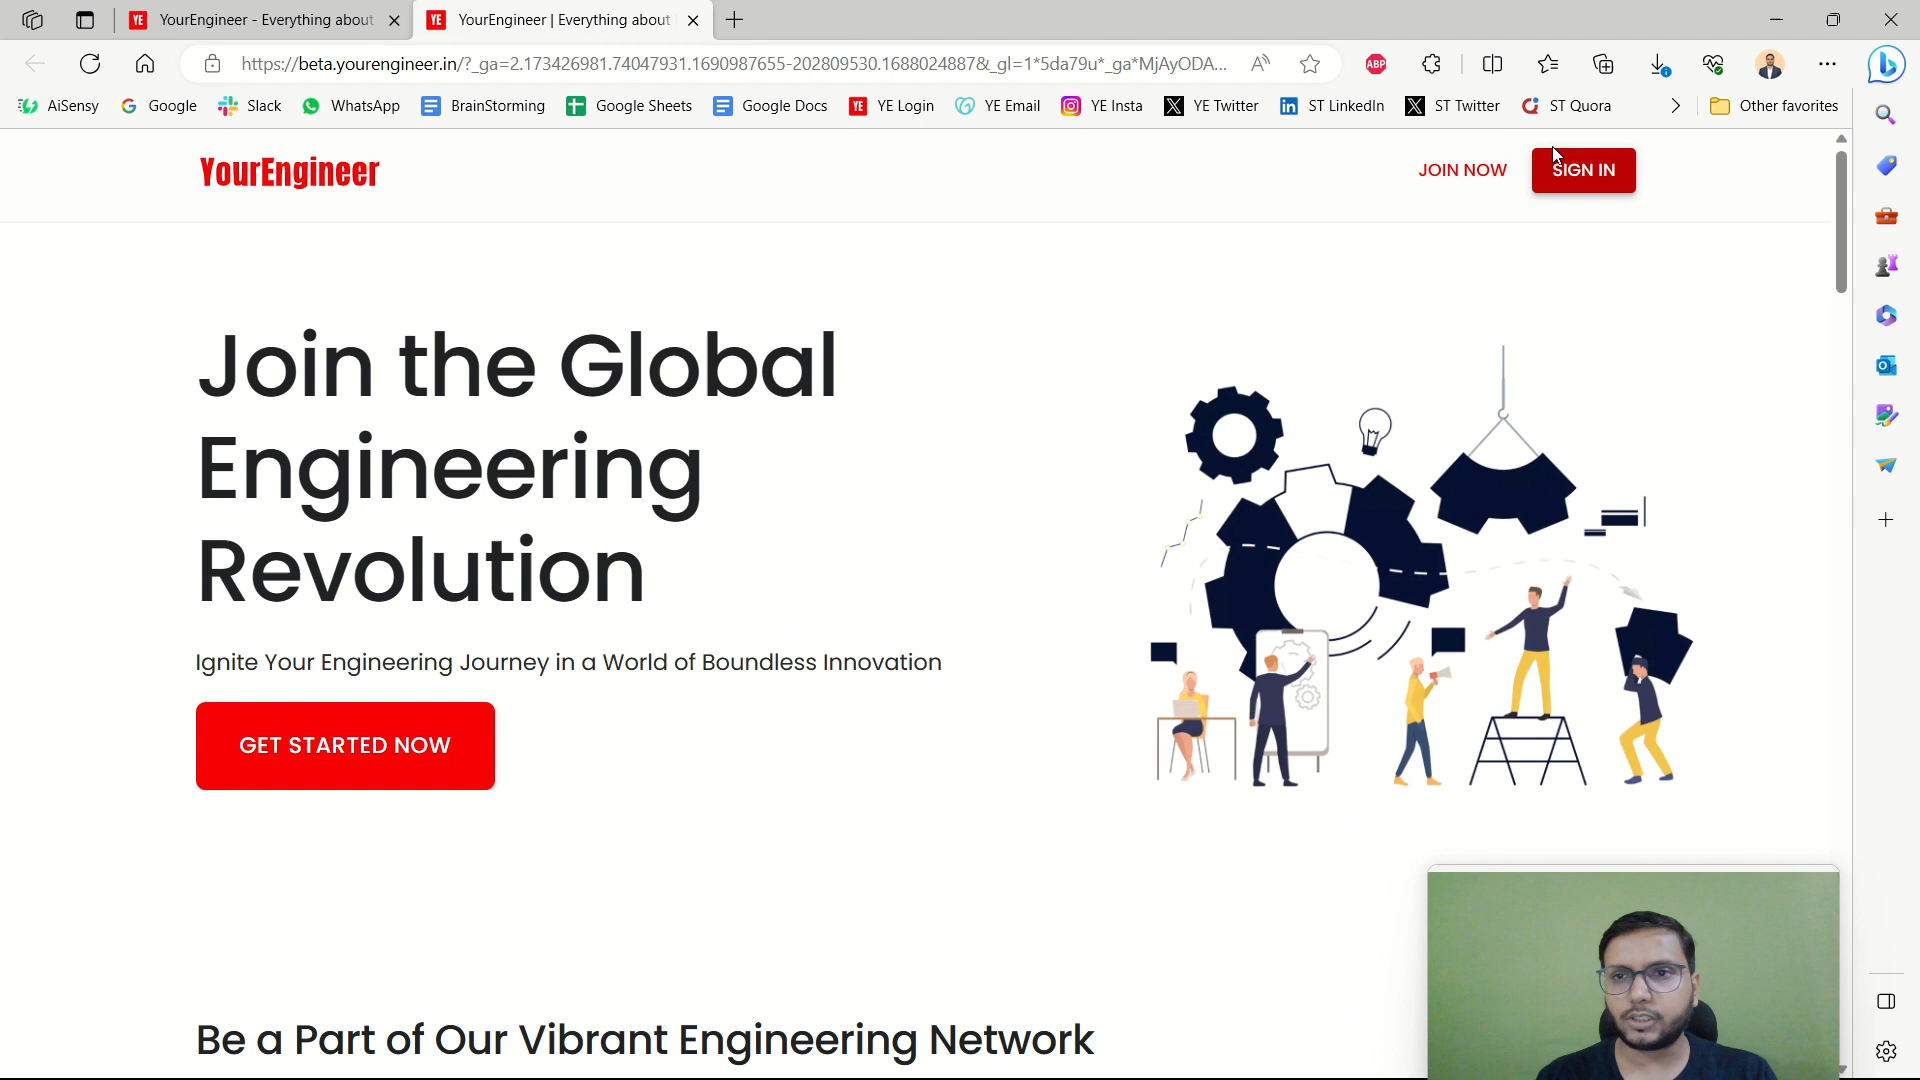 YourEngineer - Everything about
YourEngineer | Everything about
https://beta.yourengineer.in/?_ga=2.173426981.74047931.1690987655-202809530.1688024887&_gl=1*5da79u*_ga*MjAyODA...
A
ABP
AiSensy
Google
Slack
WhatsApp
BrainStorming
Google Sheets
Google Docs
YE Login
YE Email
YE Insta
YE Twitter
ST LinkedIn
ST Twitter
ST Quora
Other favorites
YourEngineer
JOIN NOW
SIGN IN
Join the Global
Engineering
Revolution
Ignite Your Engineering Journey in a World of Boundless Innovation
GET STARTED NOW
Be a Part of Our Vibrant Engineering Network